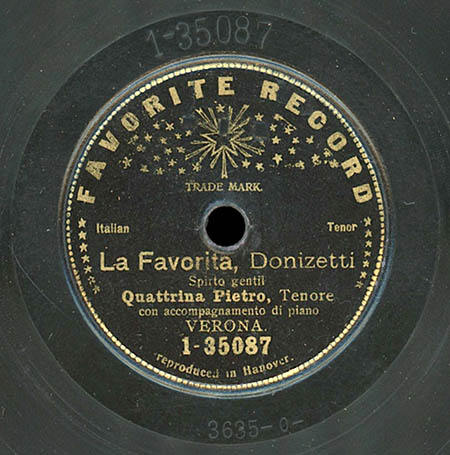 1-35087
FAVORITE RECORD
TRADE MARK.
Italian
Tenor
La Favorita, Donizetti
Spirto gentil
Quattrina Pietro, Tenore
con accompagnamento di piano
VERONA.
1-35087
reproduced in Hanover.
3635-o-